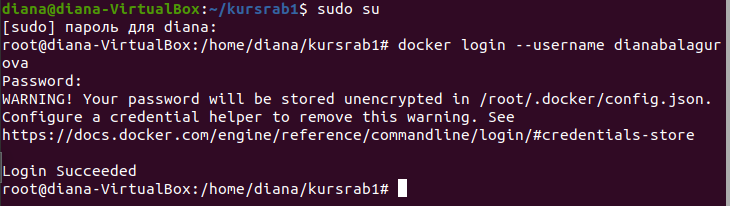 diana@diana-VirtualBox:~/kursrab1$ sudo su
[sudo] пароль для diana:
root@diana-VirtualBox:/home/diana/kursrab1# docker login --username dianabalagur
ova
Password:
WARNING! Your password will be stored unencrypted in /root/.docker/config.json.
Configure a credential helper to remove this warning. See
https://docs.docker.com/engine/reference/commandline/login/#credentials-store
Login Succeeded
root@diana-VirtualBox:/home/diana/kursrab1#